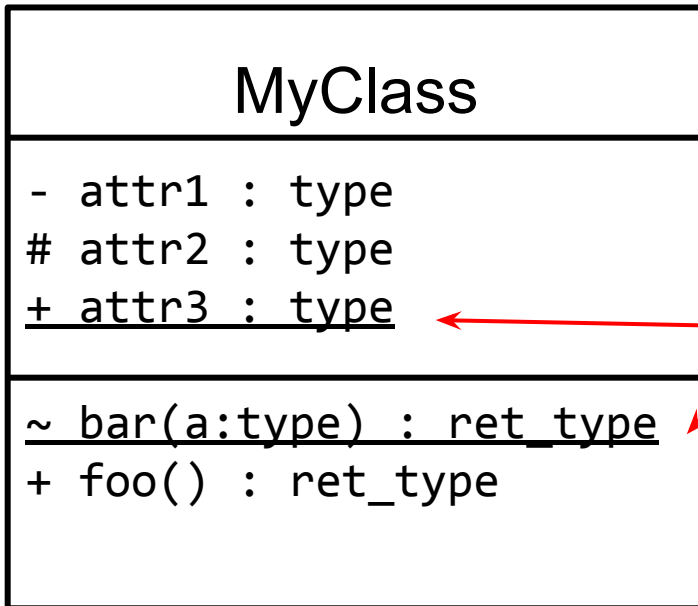 MyClass
- attr1 : type
# attr2 : type
+ attr3 : type
~ bar(a:type) : ret_type
+ foo() : ret_type